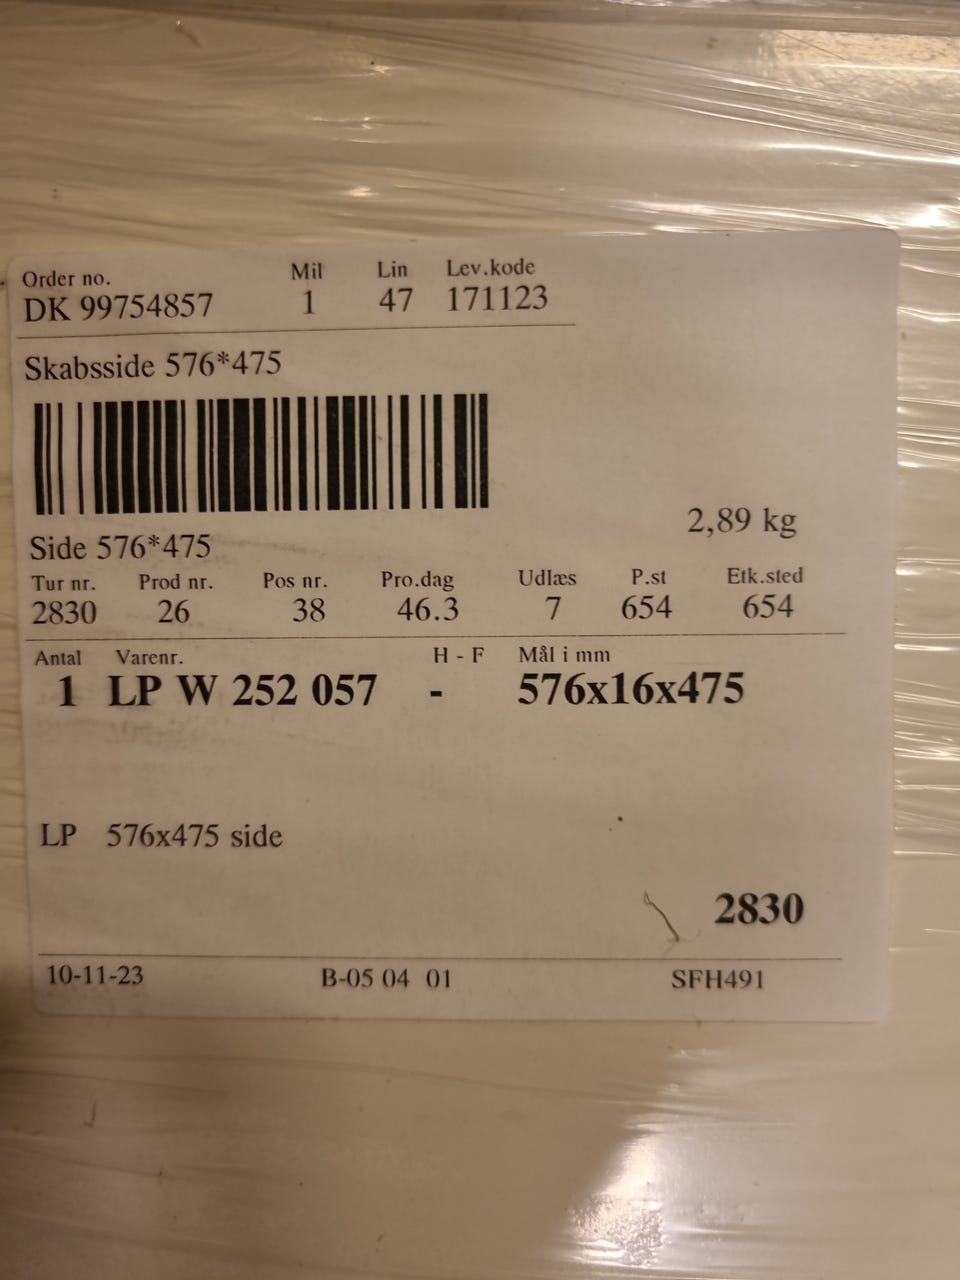 Order no. Mil Lin Lev.kode
DK 99754857 1 47 171123
Skabsside 576*475
2,89 kg
Side 576*475
Tur nr. Prod nr. Pos nr. Pro.dag Udlæs P.st Etk.sted
2830 26 38 46.3 7 654 654
Antal Varenr. H - F Mål i mm
1 LP W 252 057 - 576x16x475
LP 576x475 side
2830
10-11-23 B-05 04 01 SFH491